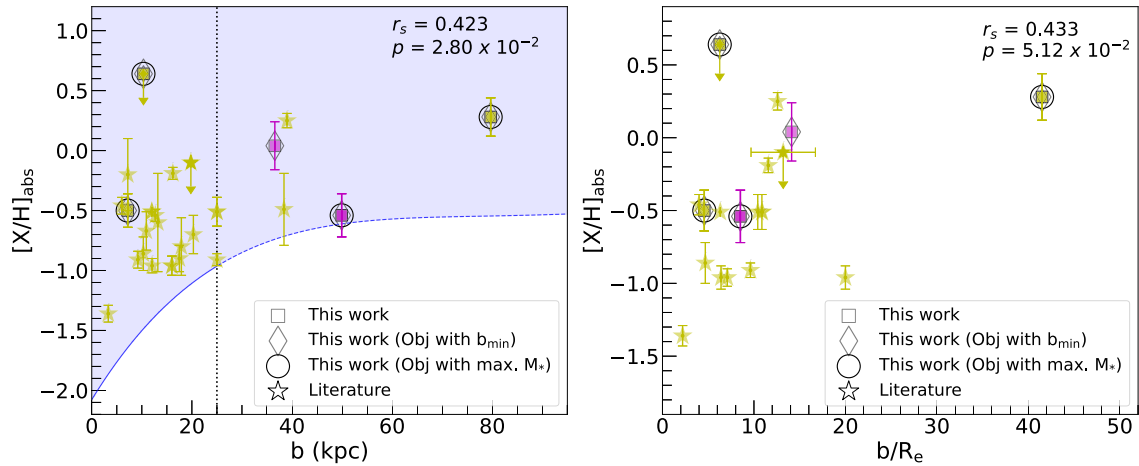 r_s = 0.423
p = 2.80 x 10^-2
[X/H]_abs
1.0
0.5
0.0
−0.5
−1.0
−1.5
−2.0
This work
This work (Obj with b_min)
This work (Obj with max. M_*)
Literature
0 20 40 60 80
b (kpc)
r_s = 0.433
p = 5.12 x 10^-2
[X/H]_abs
0.5
0.0
−0.5
−1.0
−1.5
This work
This work (Obj with b_min)
This work (Obj with max. M_*)
Literature
0 10 20 30 40 50
b/R_e